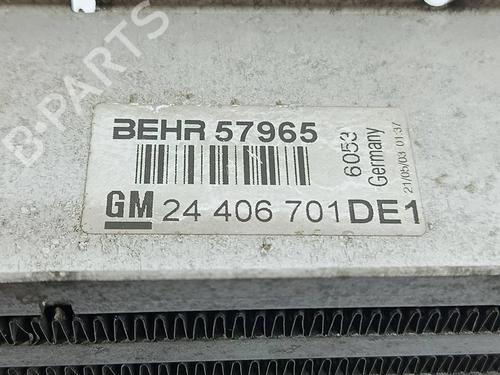 BEHR 57965
GM 24 406 701 DE1
6053
Germany
21/05/03 01:37
B-PARTS